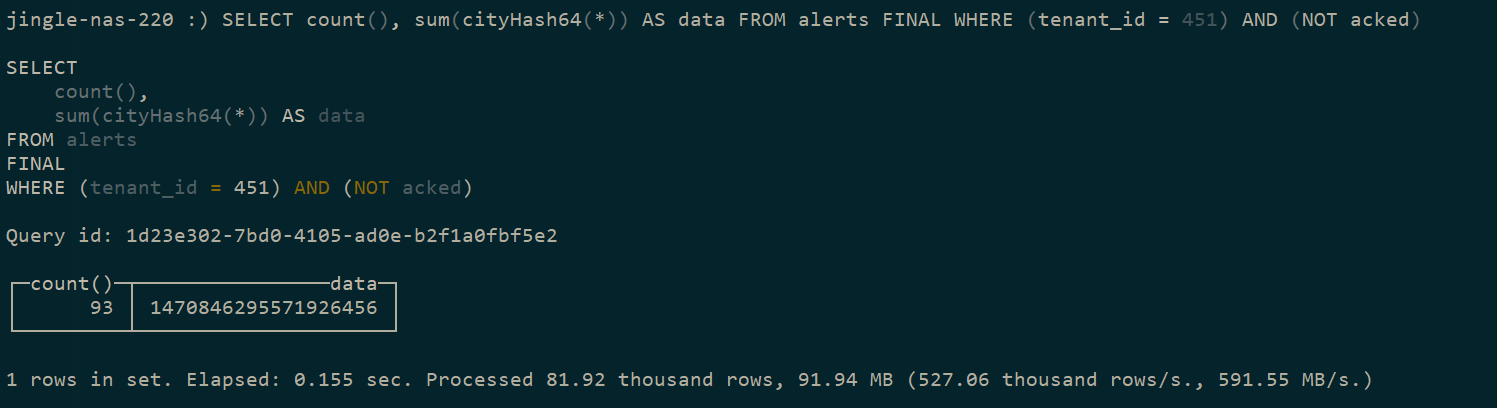 jingle-nas-220 :) SELECT count(), sum(cityHash64(*)) AS data FROM alerts FINAL WHERE (tenant_id = 451) AND (NOT acked)
SELECT
    count(),
    sum(cityHash64(*)) AS data
FROM alerts
FINAL
WHERE (tenant_id = 451) AND (NOT acked)
Query id: 1d23e302-7bd0-4105-ad0e-b2f1a0fbf5e2
count() data
93 1470846295571926456
1 rows in set. Elapsed: 0.155 sec. Processed 81.92 thousand rows, 91.94 MB (527.06 thousand rows/s., 591.55 MB/s.)